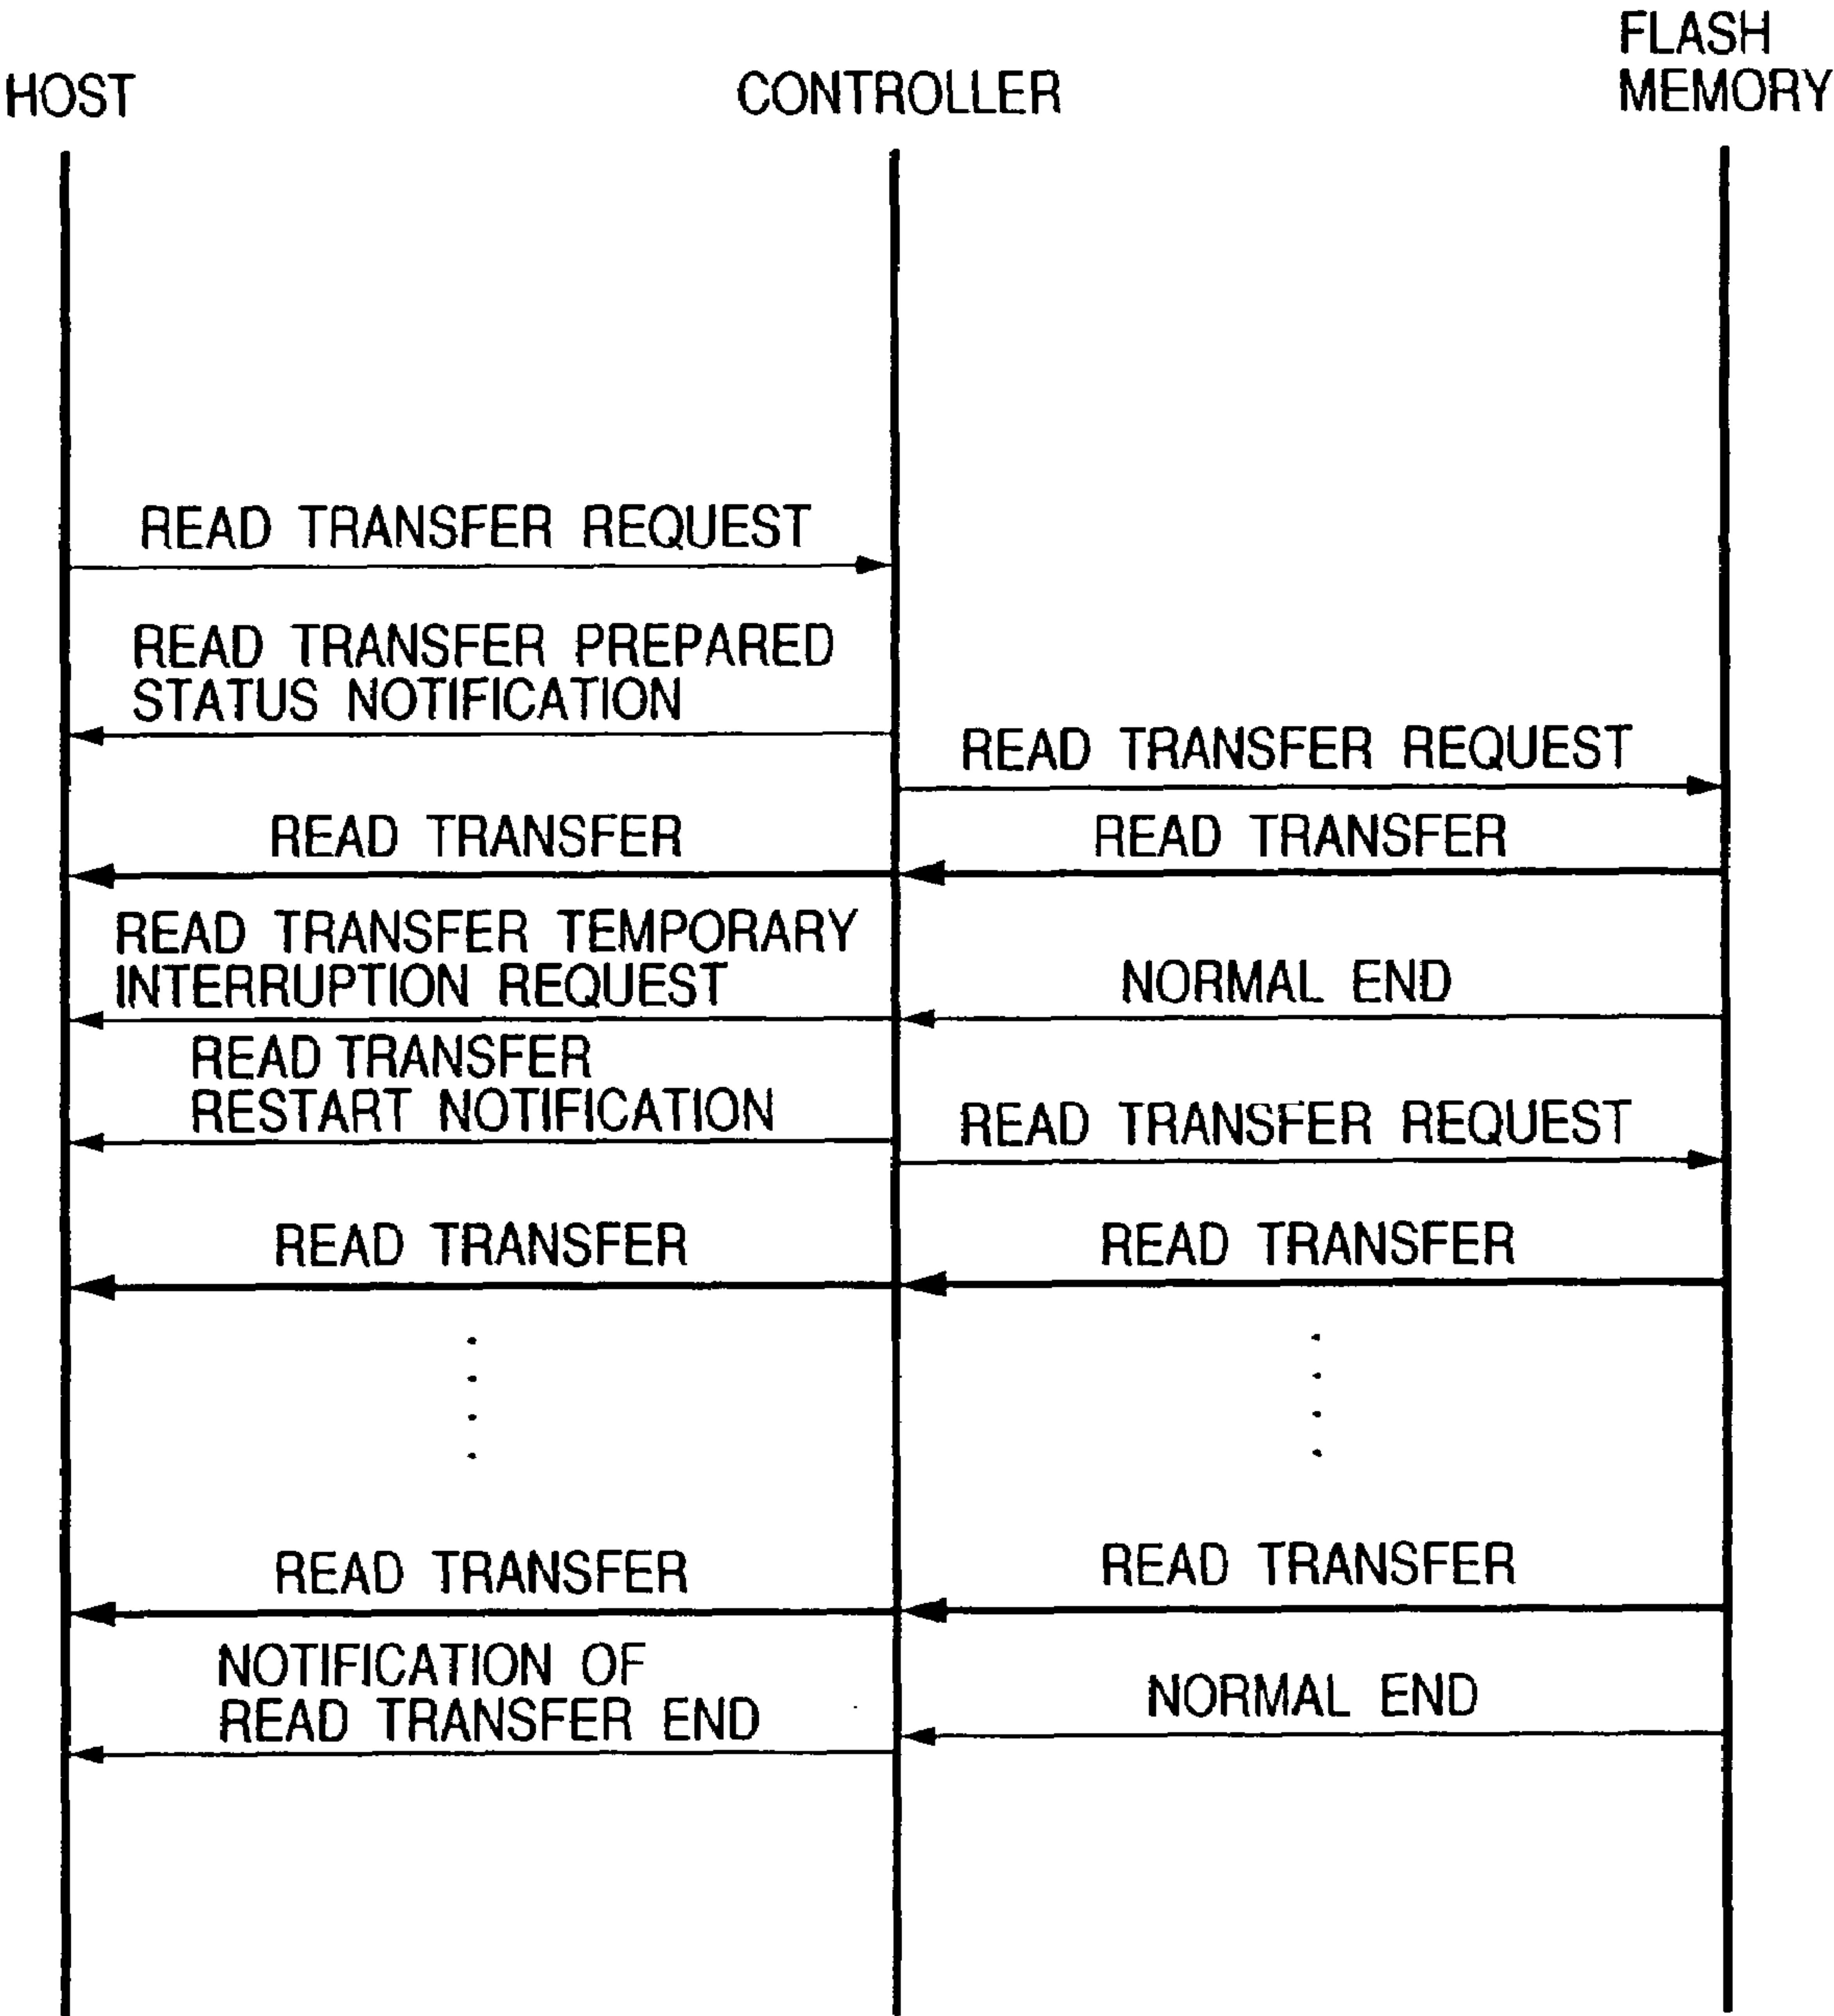 HOST
CONTROLLER
FLASH
MEMORY
READ TRANSFER REQUEST
READ TRANSFER PREPARED
STATUS NOTIFICATION
READ TRANSFER REQUEST
READ TRANSFER
READ TRANSFER
READ TRANSFER TEMPORARY
INTERRUPTION REQUEST
NORMAL END
READ TRANSFER
RESTART NOTIFICATION
READ TRANSFER REQUEST
READ TRANSFER
READ TRANSFER
READ TRANSFER
READ TRANSFER
NOTIFICATION OF
READ TRANSFER END
NORMAL END